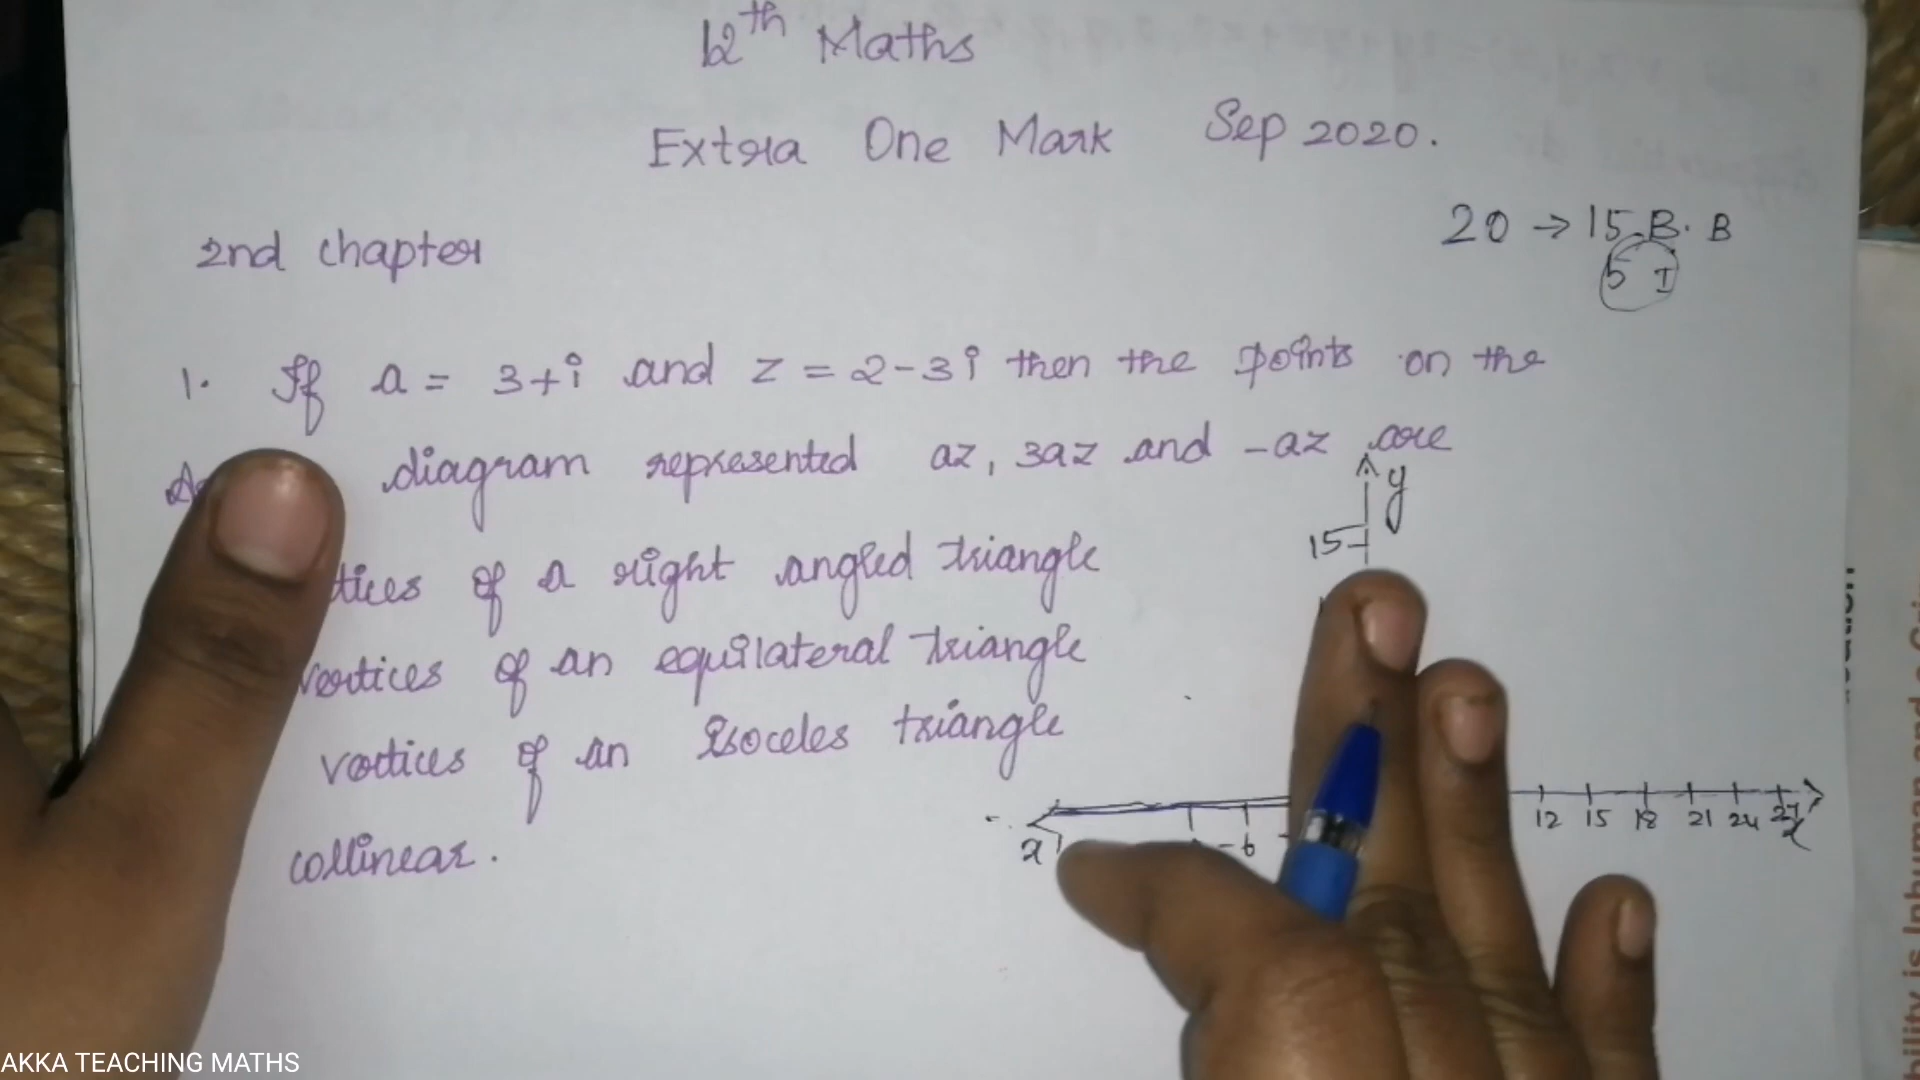 12th Maths
Extra One Mark Sep 2020.
20 → 15 B. B
5 I
2nd chapter
1. If a = 3+i and z = 2-3i then the points on the
diagram represented az, 3az and -az are
tices of a right angled triangle
vertices of an equilateral triangle
vertices of an Isoceles triangle
collinear.
y
15
-6 12 15 18 21 24 27
x' x
AKKA TEACHING MATHS